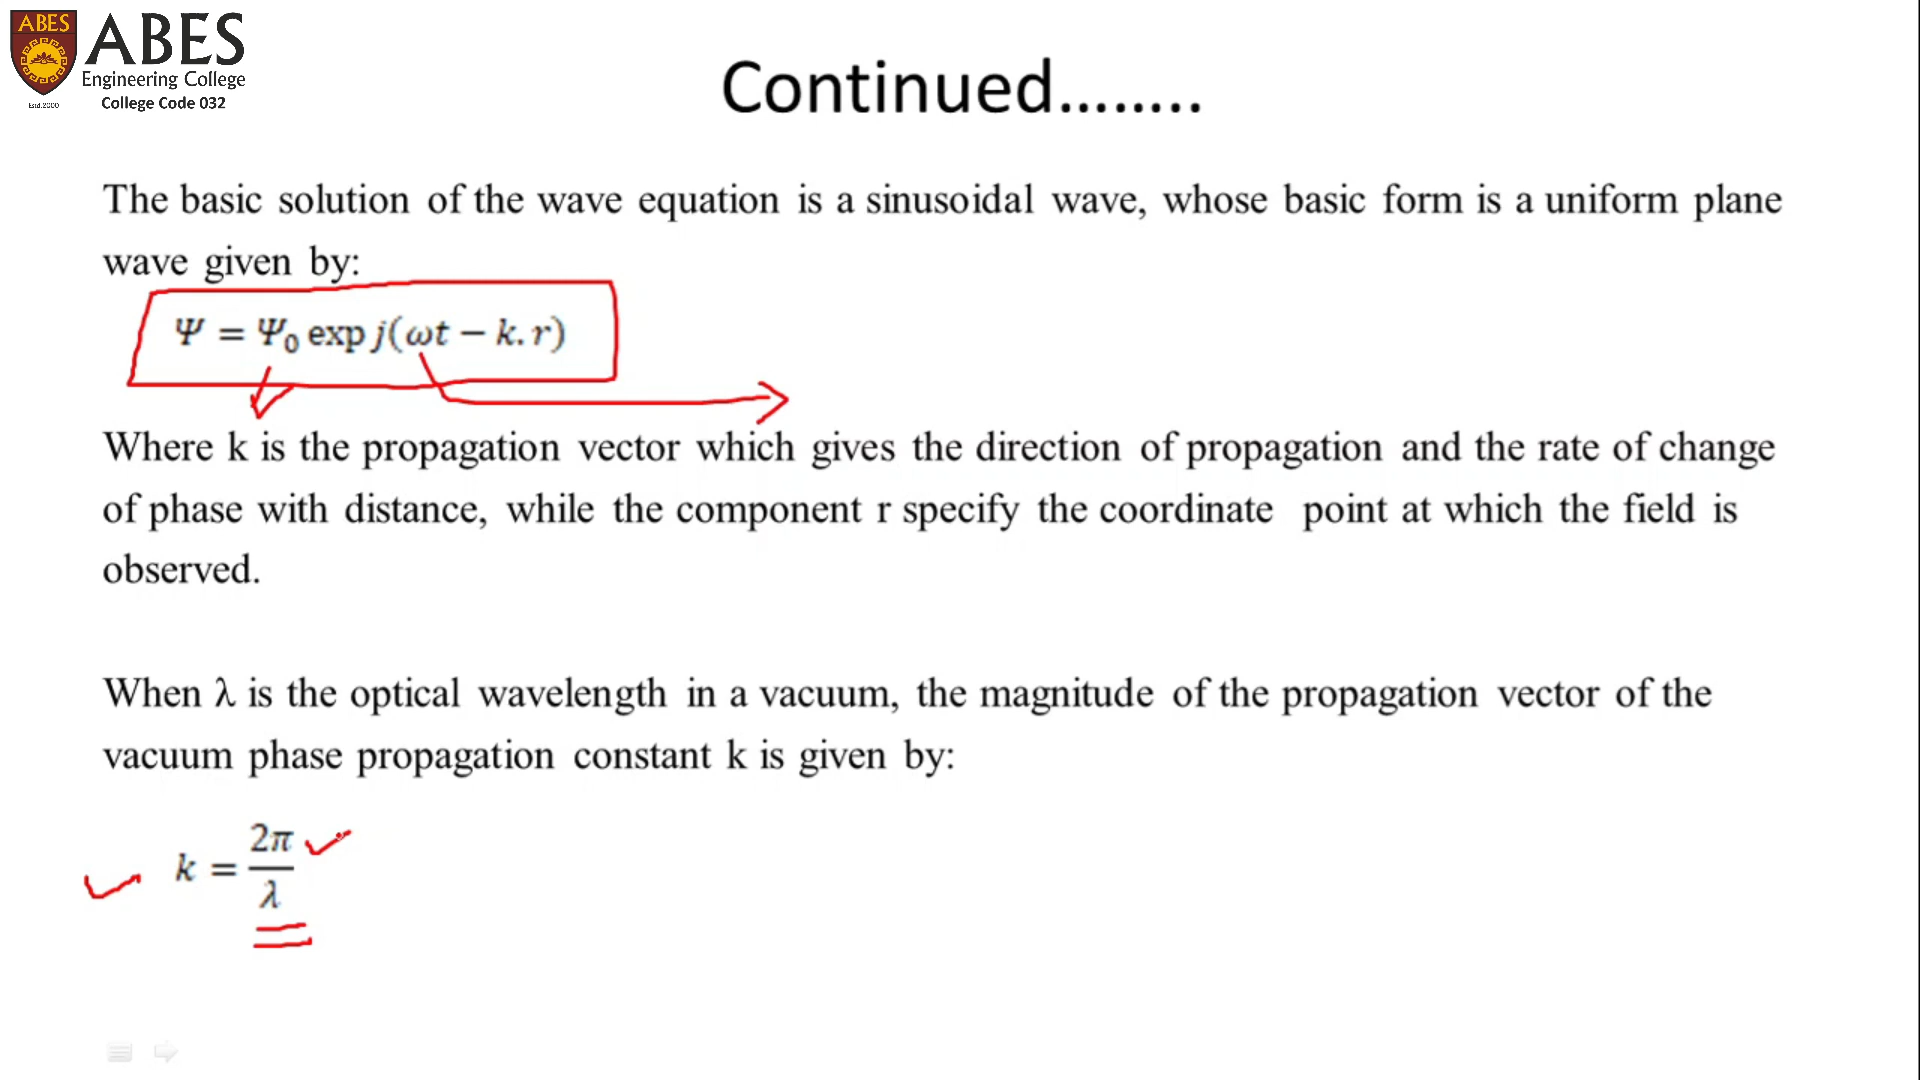 ABES
ABES
Engineering College
Estd.2000
College Code 032
Continued........
The basic solution of the wave equation is a sinusoidal wave, whose basic form is a uniform plane
wave given by:
Ψ = Ψ₀ exp j(ωt − k. r)
Where k is the propagation vector which gives the direction of propagation and the rate of change
of phase with distance, while the component r specify the coordinate point at which the field is
observed.
When λ is the optical wavelength in a vacuum, the magnitude of the propagation vector of the
vacuum phase propagation constant k is given by:
k = 2π/λ